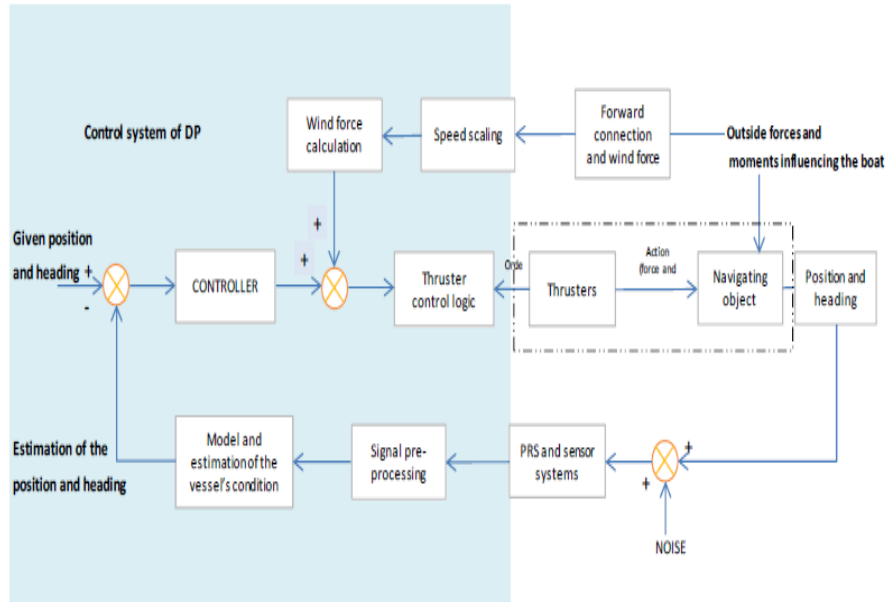 Control system of DP
Wind force
calculation
Speed scaling
Forward
connection
and wind force
Outside forces and
moments influencing the boat
+
+
Given position
and heading +
-
CONTROLLER
Thruster
control logic
Orde
Thrusters
Action
(force and
Navigating
object
Position and
heading
Estimation of the
position and heading
Model and
estimation of the
vessel's condition
Signal pre-
processing
PRS and sensor
systems
+
+
NOISE